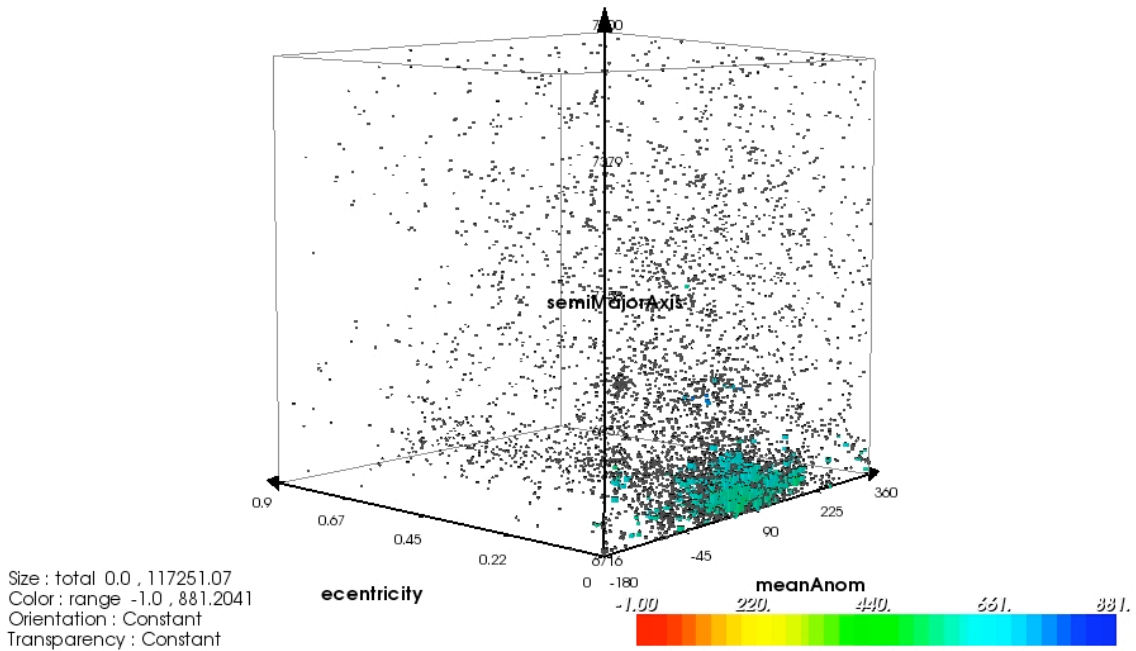 7379
semiMajorAxis
0.9
0.67
0.45
0.22
0
-180
-45
90
225
360
ecentricity
meanAnom
Size : total 0.0 , 117251.07
Color : range -1.0 , 881.2041
Orientation : Constant
Transparency : Constant
-1.00 220. 440. 661. 881.